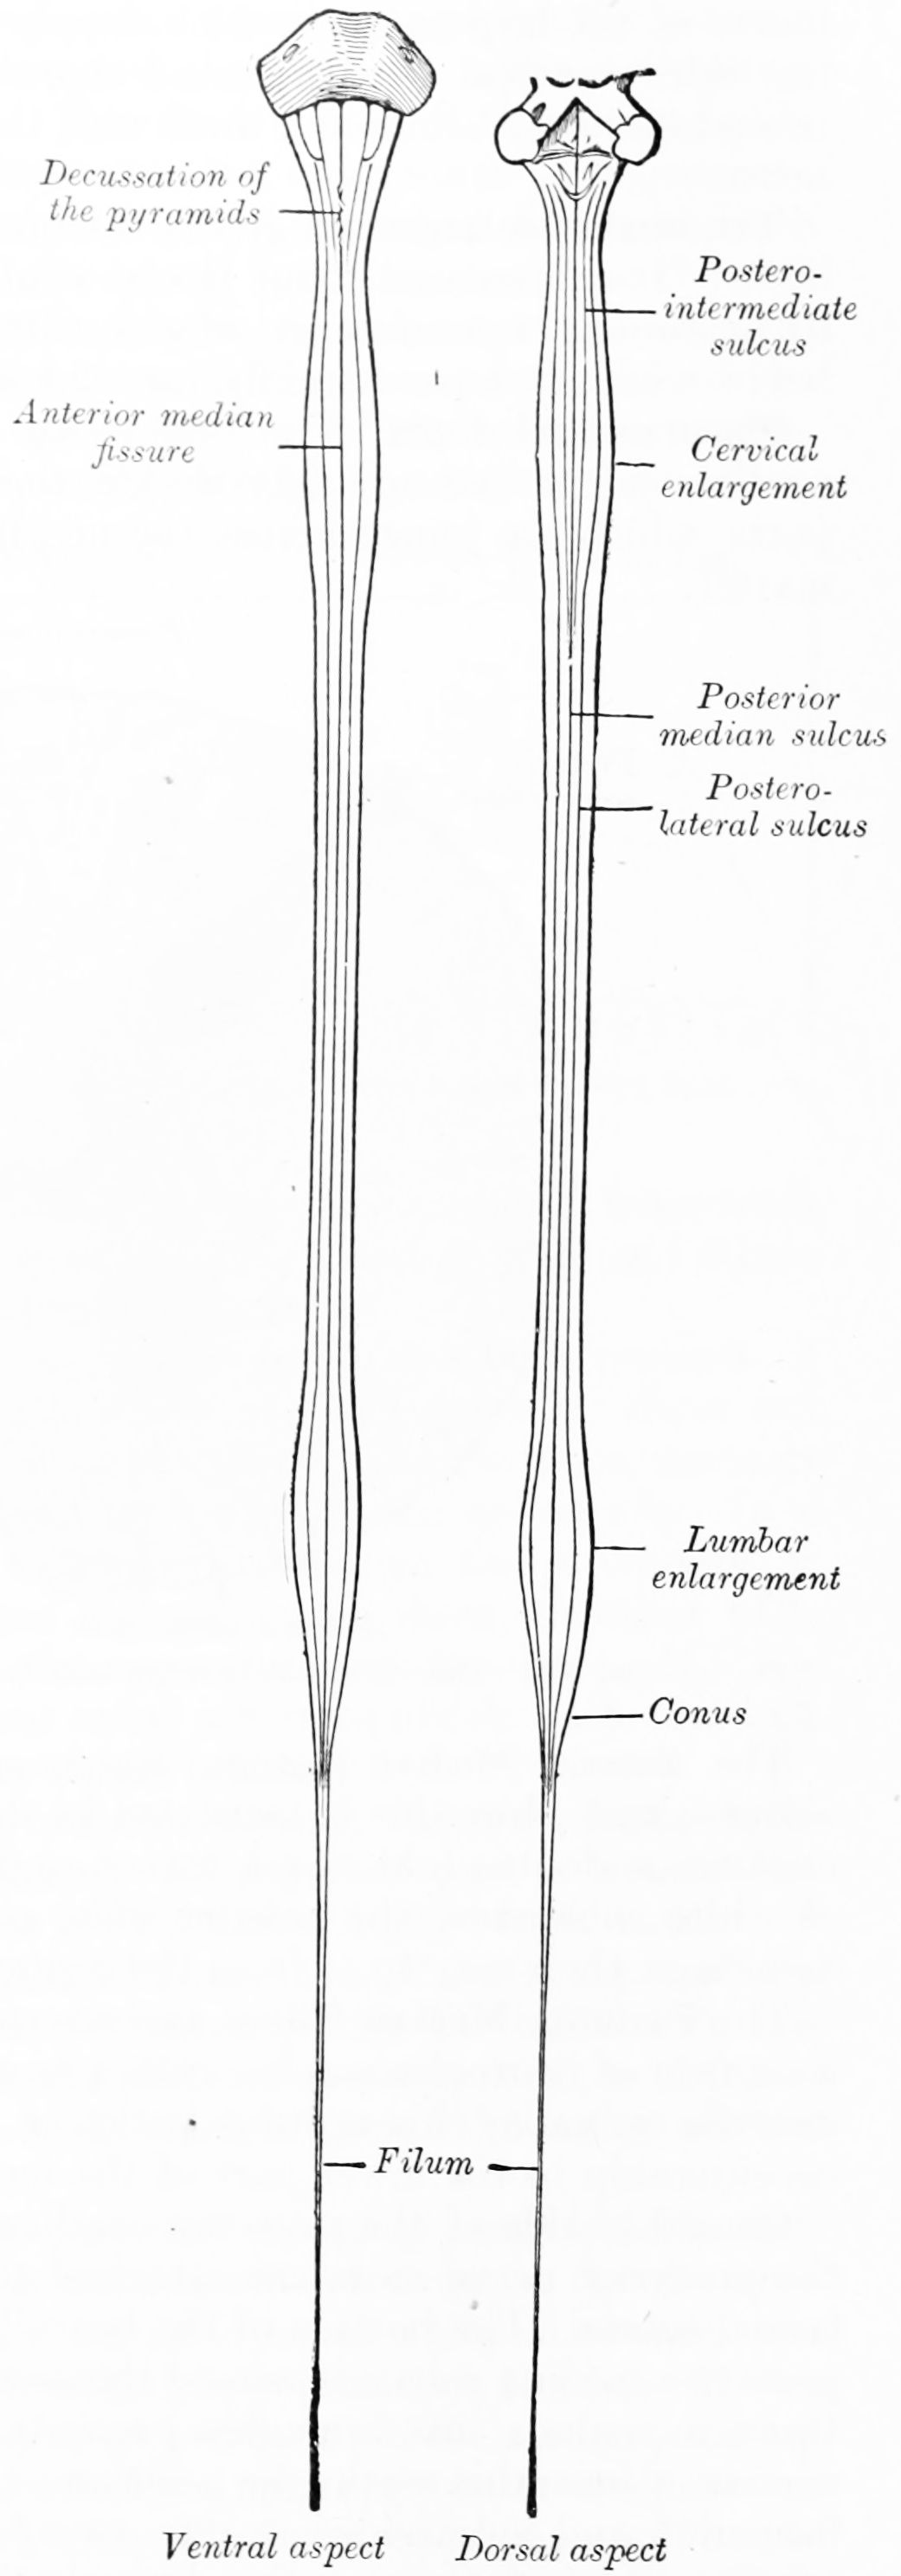 Decussation of
the pyramids
Postero-
intermediate
sulcus
Anterior median
fissure
Cervical
enlargement
Posterior
median sulcus
Postero-
lateral sulcus
Lumbar
enlargement
Conus
Filum
Ventral aspect
Dorsal aspect